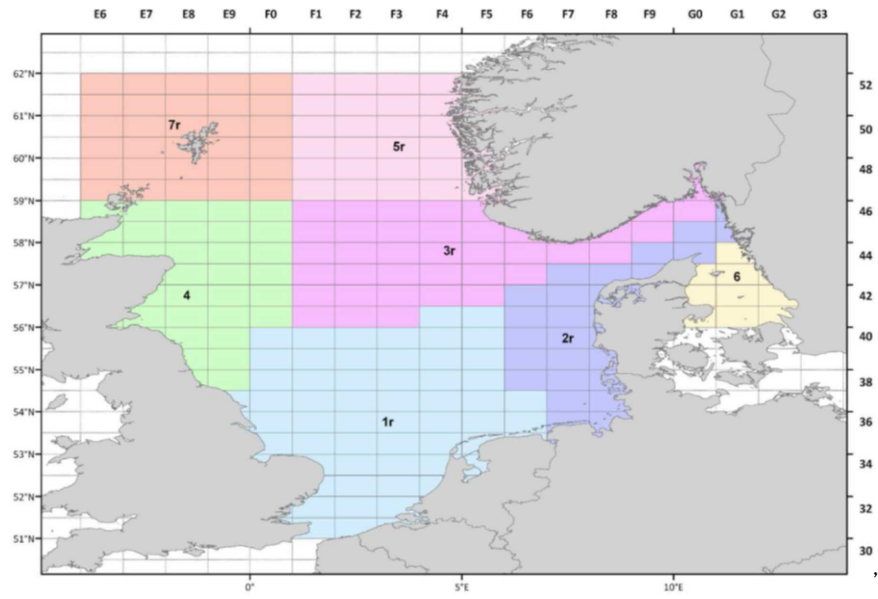 E6 E7 E8 E9 F0 F1 F2 F3 F4 F5 F6 F7 F8 F9 G0 G1 G2 G3
62°N 52
61°N
7r 50
5r
60°N 48
59°N 46
58°N 3r 44
6
57°N 4 42
56°N 2r 40
55°N 38
54°N 1r 36
53°N 34
52°N 32
51°N 30
,
0° 5°E 10°E